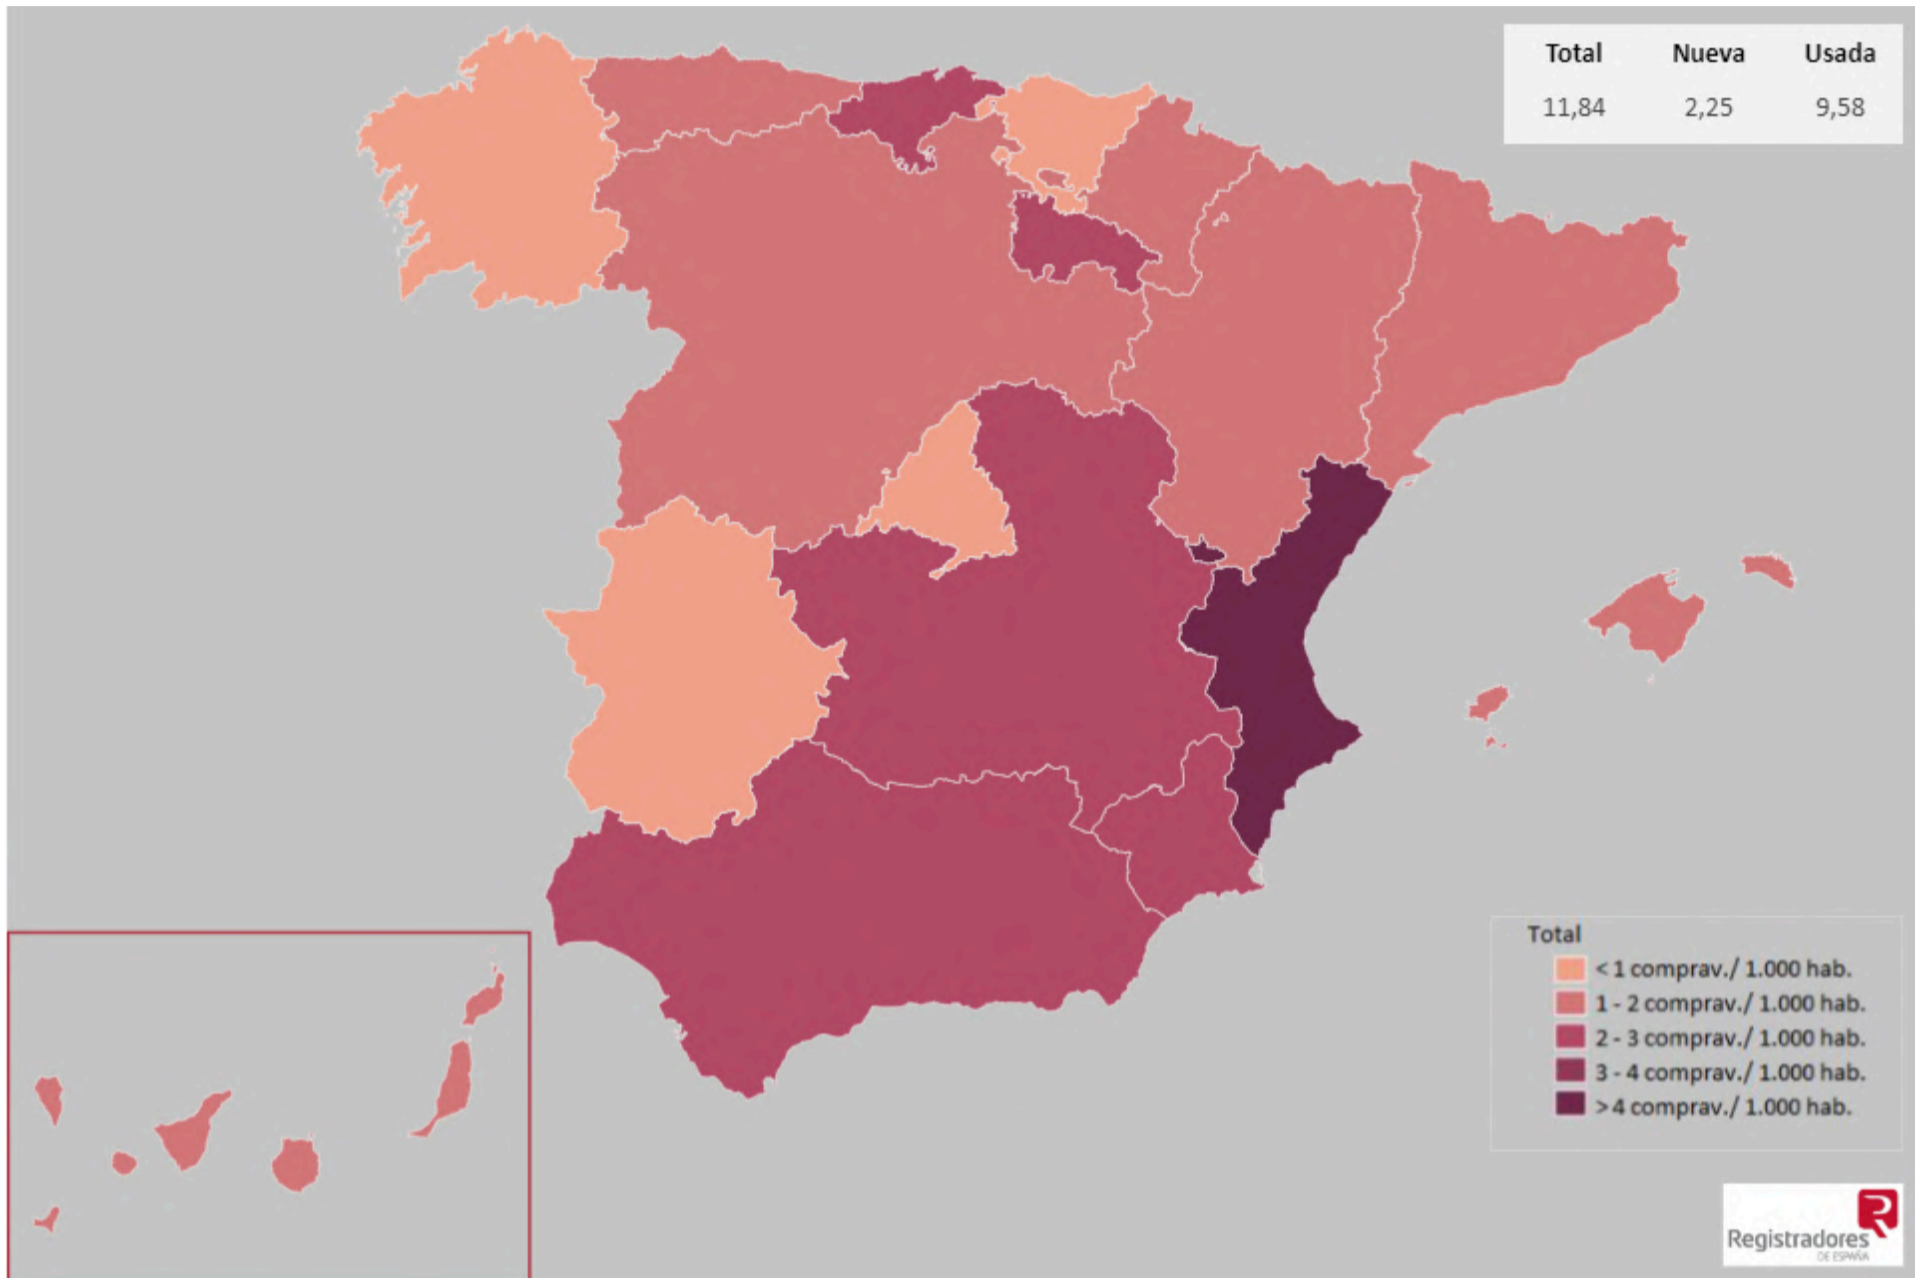 Total Nueva Usada
11,84 2,25 9,58
Total
< 1 comprav./ 1.000 hab.
1 - 2 comprav./ 1.000 hab.
2 - 3 comprav./ 1.000 hab.
3 - 4 comprav./ 1.000 hab.
> 4 comprav./ 1.000 hab.
Registradores
DE ESPAÑA